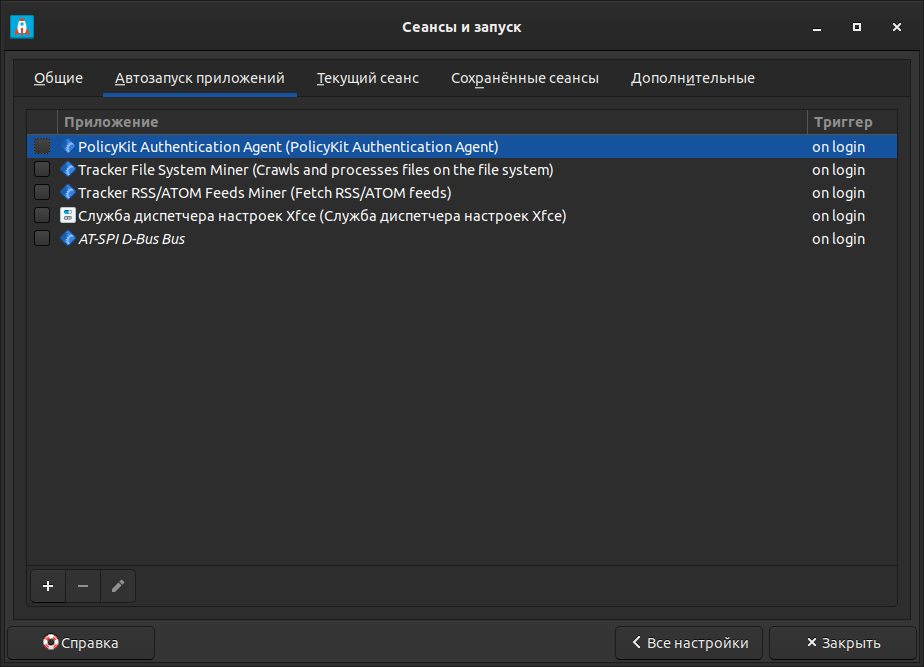 Сеансы и запуск
Общие
Автозапуск приложений
Текущий сеанс
Сохранённые сеансы
Дополнительные
Приложение
Триггер
PolicyKit Authentication Agent (PolicyKit Authentication Agent)
on login
Tracker File System Miner (Crawls and processes files on the file system)
on login
Tracker RSS/ATOM Feeds Miner (Fetch RSS/ATOM feeds)
on login
Служба диспетчера настроек Xfce (Служба диспетчера настроек Xfce)
on login
AT-SPI D-Bus Bus
on login
Справка
Все настройки
Закрыть